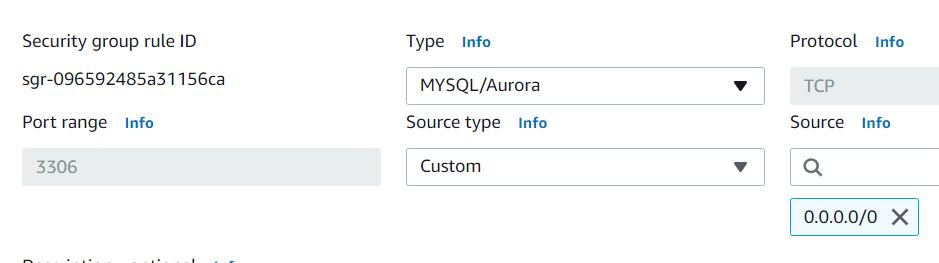 Security group rule ID
Type Info
Protocol Info
sgr-096592485a31156ca
MYSQL/Aurora
TCP
Port range Info
Source type Info
Source Info
3306
Custom
0.0.0.0/0